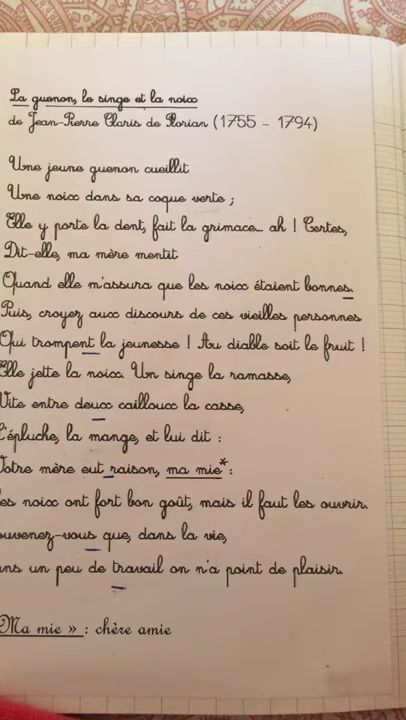 La guenon, le singe et la noix
de Jean-Pierre Claris de Florian (1755 - 1794)
Une jeune guenon cueillit
Une noix dans sa coque verte ;
Elle y porte la dent, fait la grimace... ah ! Certes,
Dit-elle, ma mère mentit
Quand elle m'assura que les noix étaient bonnes.
Puis, croyez aux discours de ces vieilles personnes
Qui trompent la jeunesse ! Au diable soit le fruit !
Elle jette la noix. Un singe la ramasse,
Vite entre deux cailloux la casse,
L'épluche, la mange, et lui dit :
Votre mère eut raison, ma mie* :
es noix ont fort bon goût, mais il faut les ouvrir.
ouvenez-vous que, dans la vie,
ans un peu de travail on n'a point de plaisir.
Ma mie » : chère amie